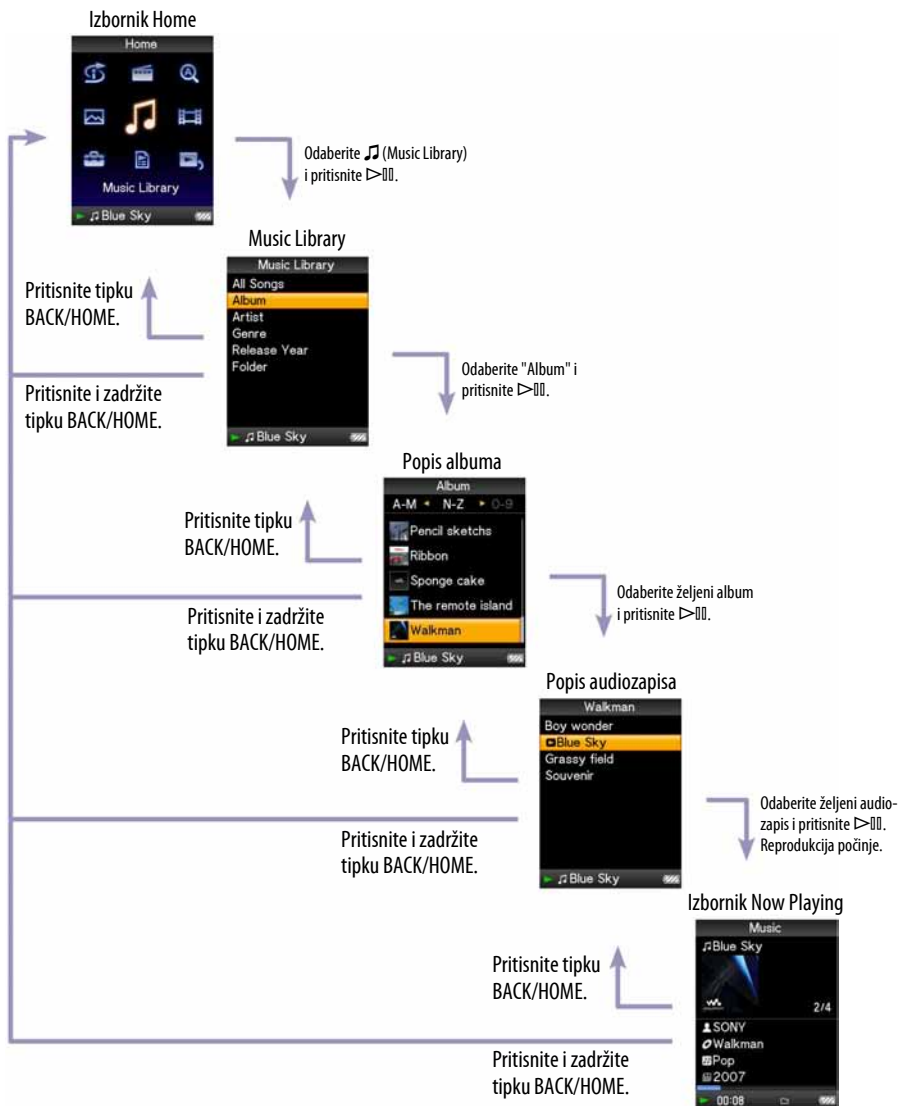 Izbornik Home
Home
Music Library
♫ Blue Sky
Odaberite ♫ (Music Library)
i pritisnite ▷II.
Music Library
Music Library
All Songs
Album
Artist
Genre
Release Year
Folder
♫ Blue Sky
Pritisnite tipku
BACK/HOME.
Pritisnite i zadržite
tipku BACK/HOME.
Odaberite "Album" i
pritisnite ▷II.
Popis albuma
Album
A-M ◂ N-Z ▸ 0-9
Pencil sketchs
Ribbon
Sponge cake
The remote island
Walkman
♫ Blue Sky
Pritisnite tipku
BACK/HOME.
Pritisnite i zadržite
tipku BACK/HOME.
Odaberite željeni album
i pritisnite ▷II.
Popis audiozapisa
Walkman
Boy wonder
Blue Sky
Grassy field
Souvenir
♫ Blue Sky
Pritisnite tipku
BACK/HOME.
Pritisnite i zadržite
tipku BACK/HOME.
Odaberite željeni audio-
zapis i pritisnite ▷II.
Reprodukcija počinje.
Izbornik Now Playing
Music
♫Blue Sky
2/4
SONY
Walkman
Pop
2007
00:08
Pritisnite tipku
BACK/HOME.
Pritisnite i zadržite
tipku BACK/HOME.